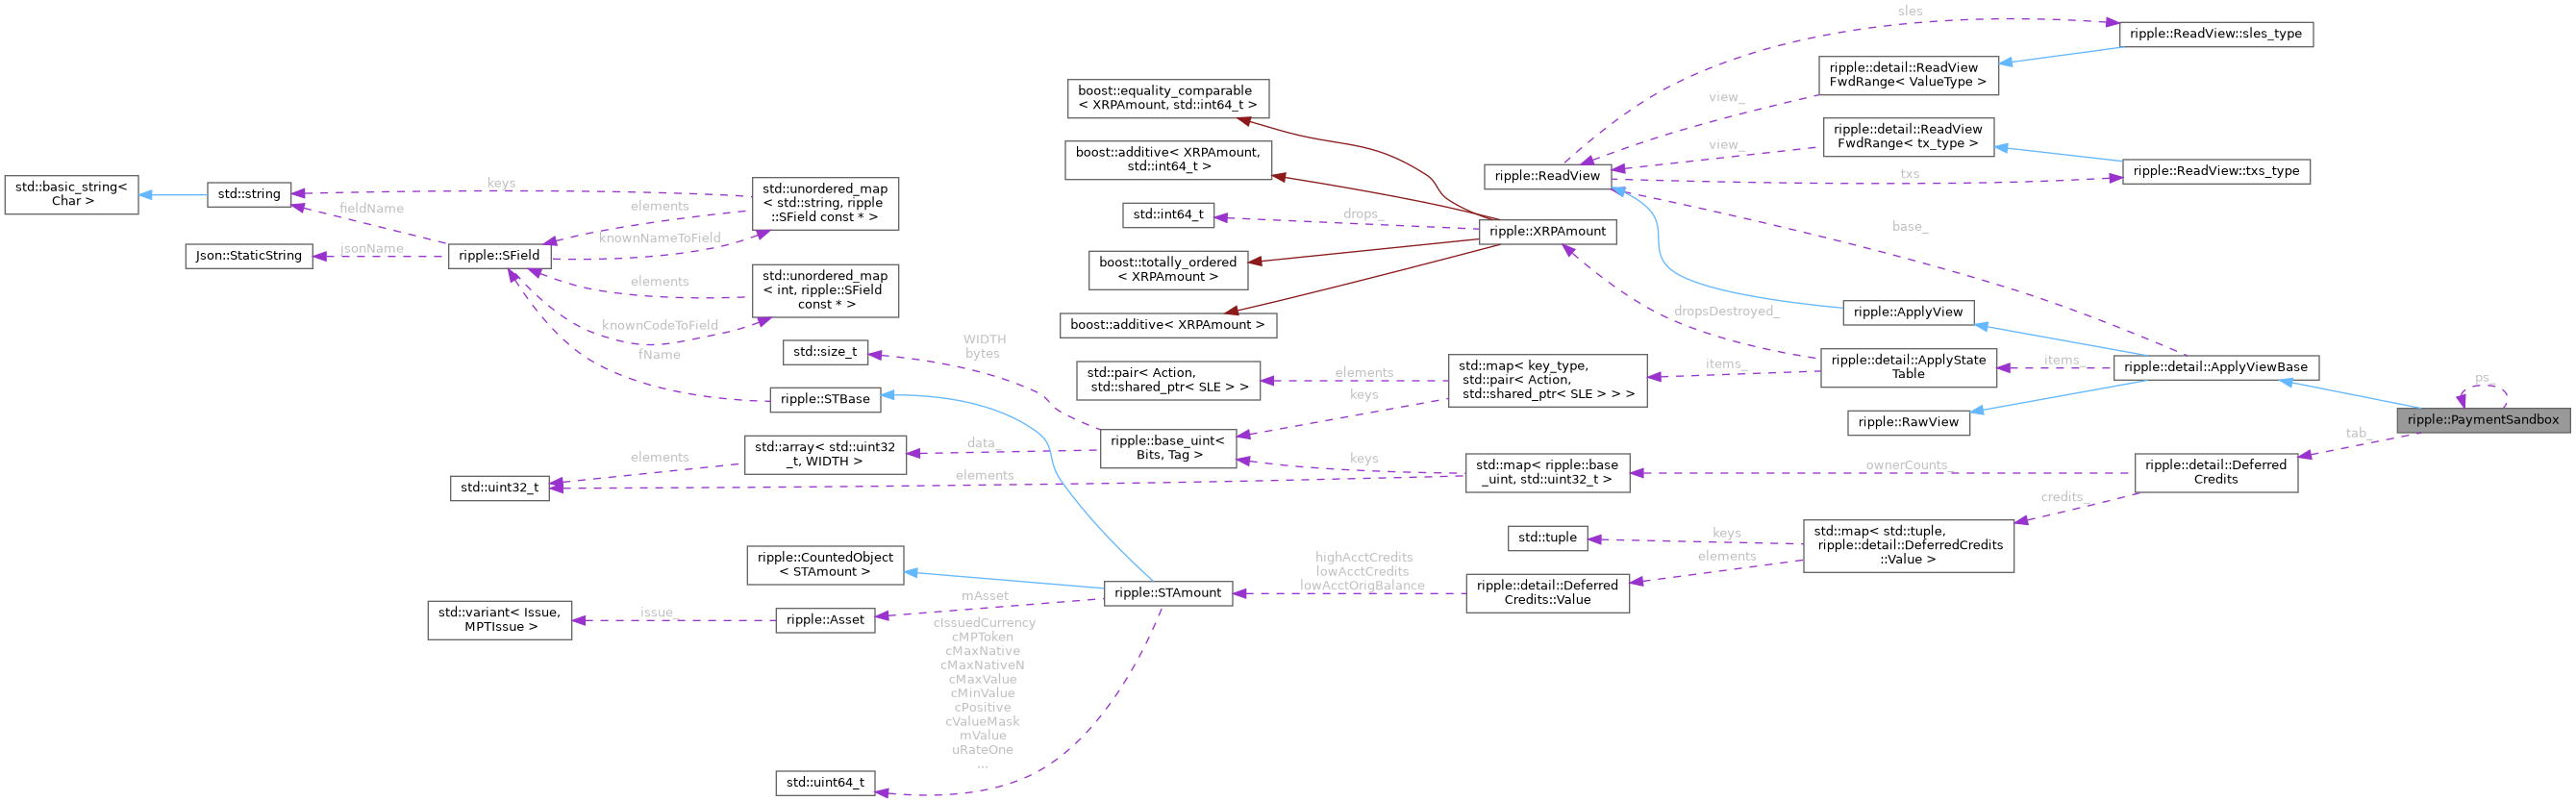 sles
ripple::ReadView::sles_type
ripple::detail::ReadView
FwdRange< ValueType >
view_
boost::equality_comparable
< XRPAmount, std::int64_t >
ripple::detail::ReadView
FwdRange< tx_type >
view_
boost::additive< XRPAmount,
std::int64_t >
ripple::ReadView
txs
ripple::ReadView::txs_type
std::basic_string<
Char >
std::string
keys
std::unordered_map
< std::string, ripple
::SField const * >
fieldName
elements
knownNameToField
std::int64_t
drops_
ripple::XRPAmount
base_
Json::StaticString
jsonName
ripple::SField
boost::totally_ordered
< XRPAmount >
elements
std::unordered_map
< int, ripple::SField
const * >
knownCodeToField
boost::additive< XRPAmount >
dropsDestroyed_
ripple::ApplyView
fName
std::size_t
WIDTH
bytes
std::pair< Action,
std::shared_ptr< SLE > >
elements
keys
std::map< key_type,
std::pair< Action,
std::shared_ptr< SLE > > >
items_
ripple::detail::ApplyState
Table
items_
ripple::detail::ApplyViewBase
ps_
ripple::STBase
ripple::RawView
ripple::PaymentSandbox
tab_
std::array< std::uint32
_t, WIDTH >
data_
ripple::base_uint<
Bits, Tag >
keys
std::map< ripple::base
_uint, std::uint32_t >
ownerCounts_
ripple::detail::Deferred
Credits
elements
std::uint32_t
elements
credits_
std::tuple
keys
elements
std::map< std::tuple,
ripple::detail::DeferredCredits
::Value >
ripple::CountedObject
< STAmount >
highAcctCredits
lowAcctCredits
lowAcctOrigBalance
ripple::detail::Deferred
Credits::Value
ripple::STAmount
mAsset
std::variant< Issue,
MPTIssue >
issue_
ripple::Asset
cIssuedCurrency
cMPToken
cMaxNative
cMaxNativeN
cMaxValue
cMinValue
cPositive
cValueMask
mValue
uRateOne
...
std::uint64_t